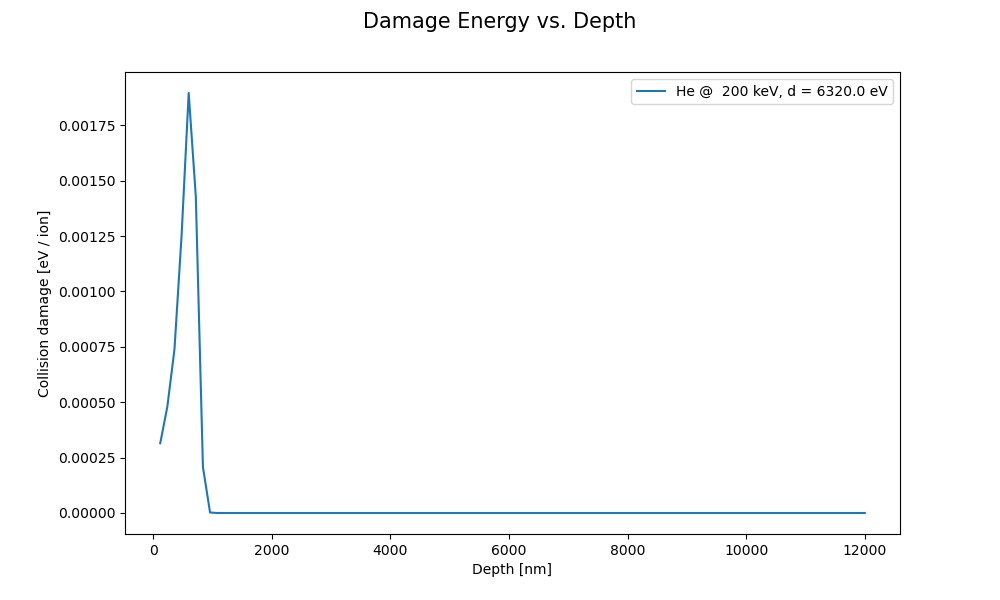 Damage Energy vs. Depth
He @  200 keV, d = 6320.0 eV
Collision damage [eV / ion]
0.00175
0.00150
0.00125
0.00100
0.00075
0.00050
0.00025
0.00000
0 2000 4000 6000 8000 10000 12000
Depth [nm]